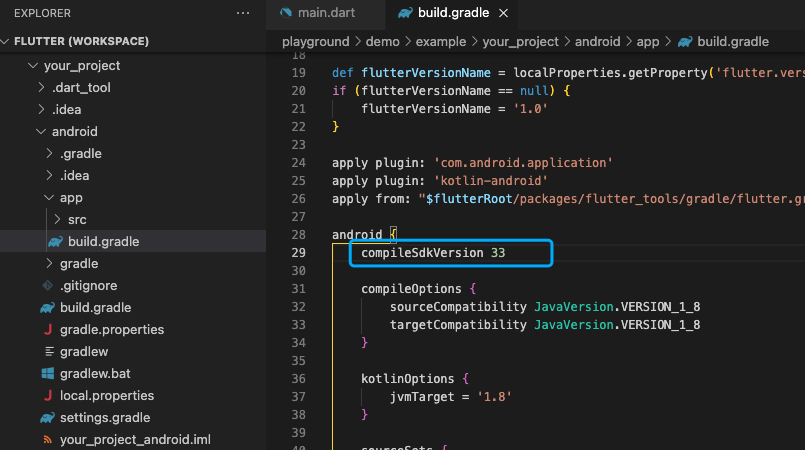 EXPLORER
···
FLUTTER (WORKSPACE)
your_project
.dart_tool
.idea
android
.gradle
.idea
app
src
build.gradle
gradle
.gitignore
build.gradle
gradle.properties
gradlew
gradlew.bat
local.properties
settings.gradle
your_project_android.iml
main.dart
build.gradle ×
playground > demo > example > your_project > android > app > build.gradle
18
19 def flutterVersionName = localProperties.getProperty('flutter.vers
20 if (flutterVersionName == null) {
21 flutterVersionName = '1.0'
22 }
23
24 apply plugin: 'com.android.application'
25 apply plugin: 'kotlin-android'
26 apply from: "$flutterRoot/packages/flutter_tools/gradle/flutter.gr
27
28 android {
29 compileSdkVersion 33
30
31 compileOptions {
32 sourceCompatibility JavaVersion.VERSION_1_8
33 targetCompatibility JavaVersion.VERSION_1_8
34 }
35
36 kotlinOptions {
37 jvmTarget = '1.8'
38 }
39
40 sourceSets {